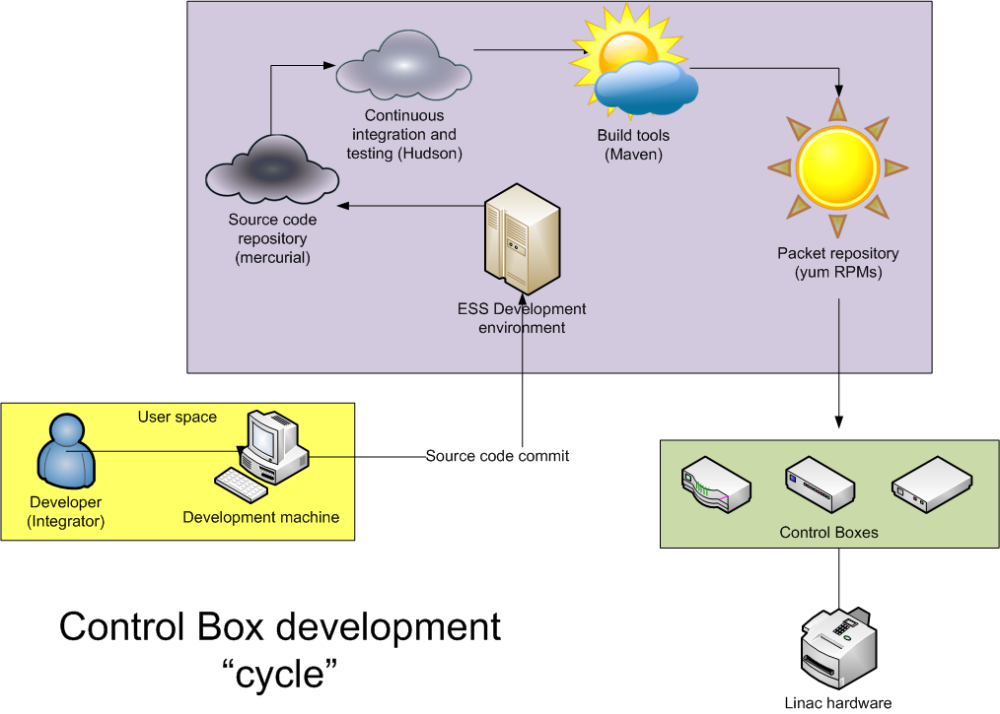 Continuous
integration and
testing (Hudson)
Build tools
(Maven)
Source code
repository
(mercurial)
Packet repository
(yum RPMs)
ESS Development
environment
User space
Source code commit
Developer
(Integrator)
Development machine
Control Boxes
Control Box development
“cycle”
Linac hardware